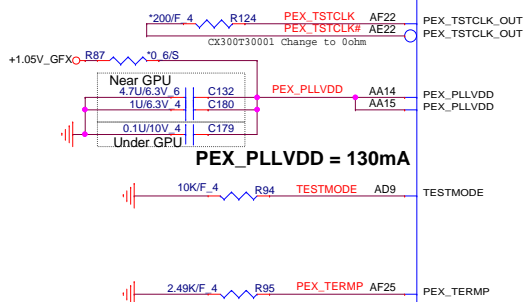 *200/F_4 R124 PEX_TSTCLK AF22 PEX_TSTCLK_OUT
PEX_TSTCLK# AE22 PEX_TSTCLK_OUT
CX300T30001 Change to 0ohm
+1.05V_GFX R87 *0_6/S
Near GPU
4.7U/6.3V_6 C132 PEX_PLLVDD AA14 PEX_PLLVDD
1U/6.3V_4 C180 AA15 PEX_PLLVDD
0.1U/10V_4 C179
Under GPU
PEX_PLLVDD = 130mA
10K/F_4 R94 TESTMODE AD9 TESTMODE
2.49K/F_4 R95 PEX_TERMP AF25 PEX_TERMP